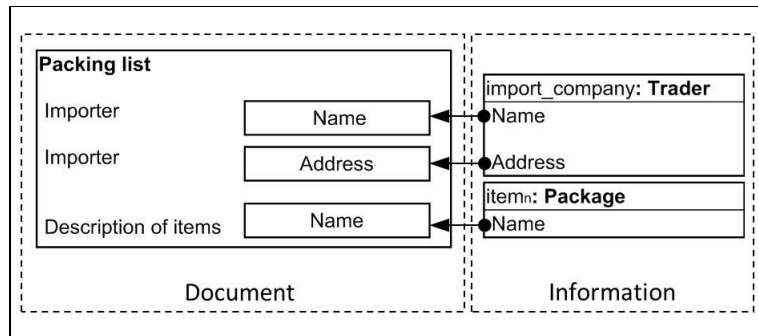 Packing list
Importer
Name
Importer
Address
Description of items
Name
Document
import_company: Trader
Name
Address
itemn: Package
Name
Information